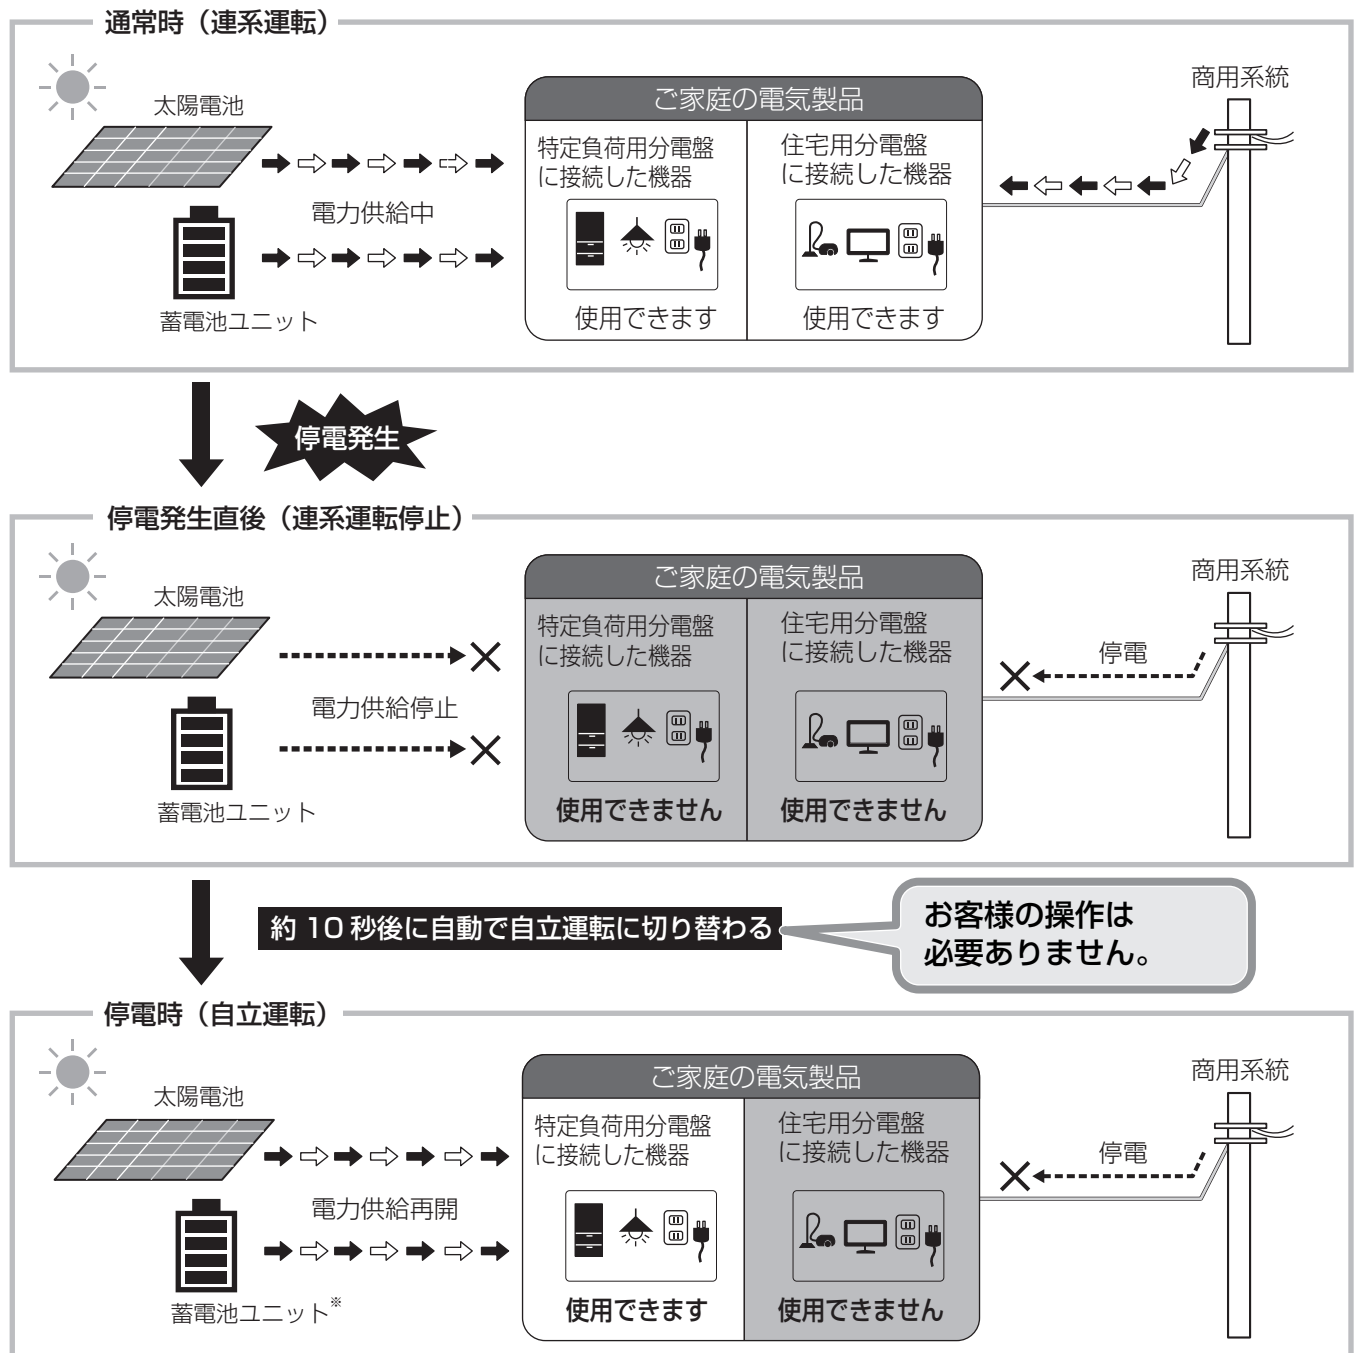 通常時（連系運転）
太陽電池
電力供給中
蓄電池ユニット
ご家庭の電気製品
特定負荷用分電盤
に接続した機器
使用できます
住宅用分電盤
に接続した機器
使用できます
商用系統
停電発生
停電発生直後（連系運転停止）
太陽電池
電力供給停止
蓄電池ユニット
ご家庭の電気製品
特定負荷用分電盤
に接続した機器
使用できません
住宅用分電盤
に接続した機器
使用できません
停電
商用系統
約 10 秒後に自動で自立運転に切り替わる
お客様の操作は
必要ありません。
停電時（自立運転）
太陽電池
電力供給再開
蓄電池ユニット※
ご家庭の電気製品
特定負荷用分電盤
に接続した機器
使用できます
住宅用分電盤
に接続した機器
使用できません
停電
商用系統